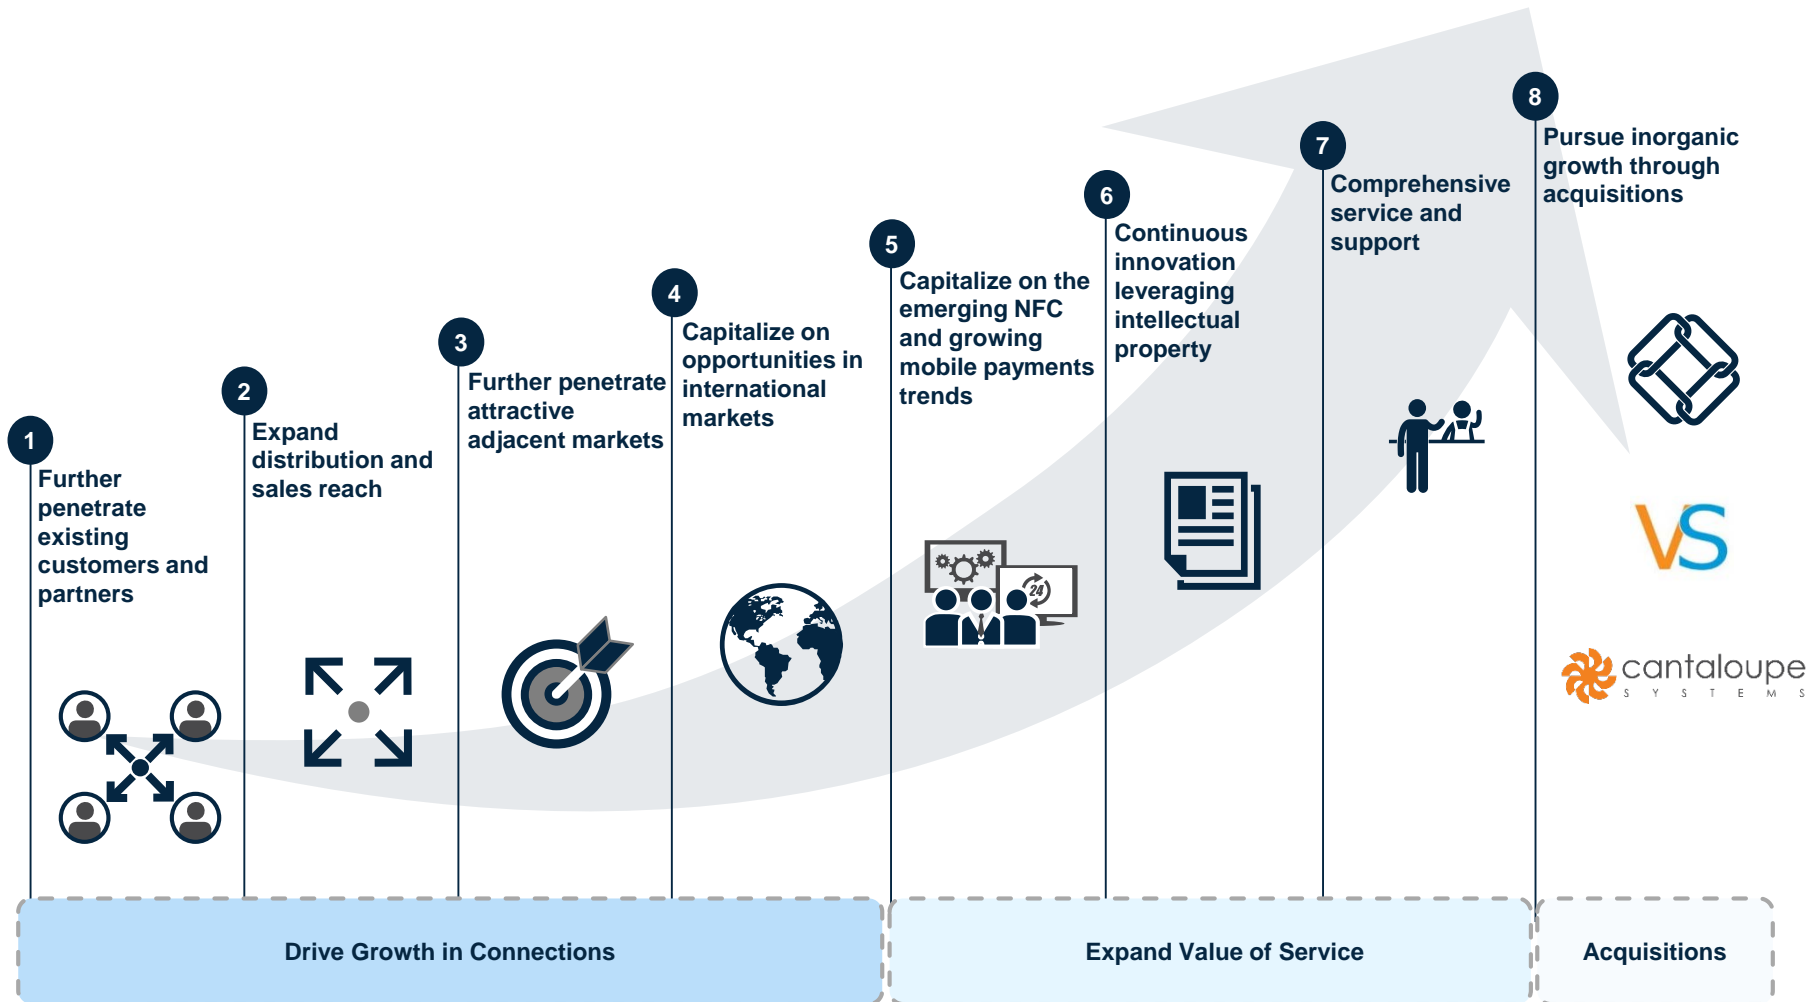 1
Further
penetrate
existing
customers and
partners
2
Expand
distribution and
sales reach
3
Further penetrate
attractive
adjacent markets
4
Capitalize on
opportunities in
international
markets
5
Capitalize on the
emerging NFC
and growing
mobile payments
trends
24
6
Continuous
innovation
leveraging
intellectual
property
7
Comprehensive
service and
support
8
Pursue inorganic
growth through
acquisitions
VS
cantaloupe
SYSTEMS
Drive Growth in Connections
Expand Value of Service
Acquisitions